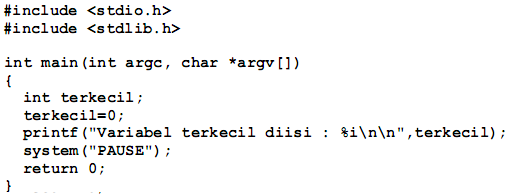 #include <stdio.h>
#include <stdlib.h>

int main(int argc, char *argv[])
{
  int terkecil;
  terkecil=0;
  printf("Variabel terkecil diisi : %i\n\n",terkecil);
  system("PAUSE");
  return 0;
}